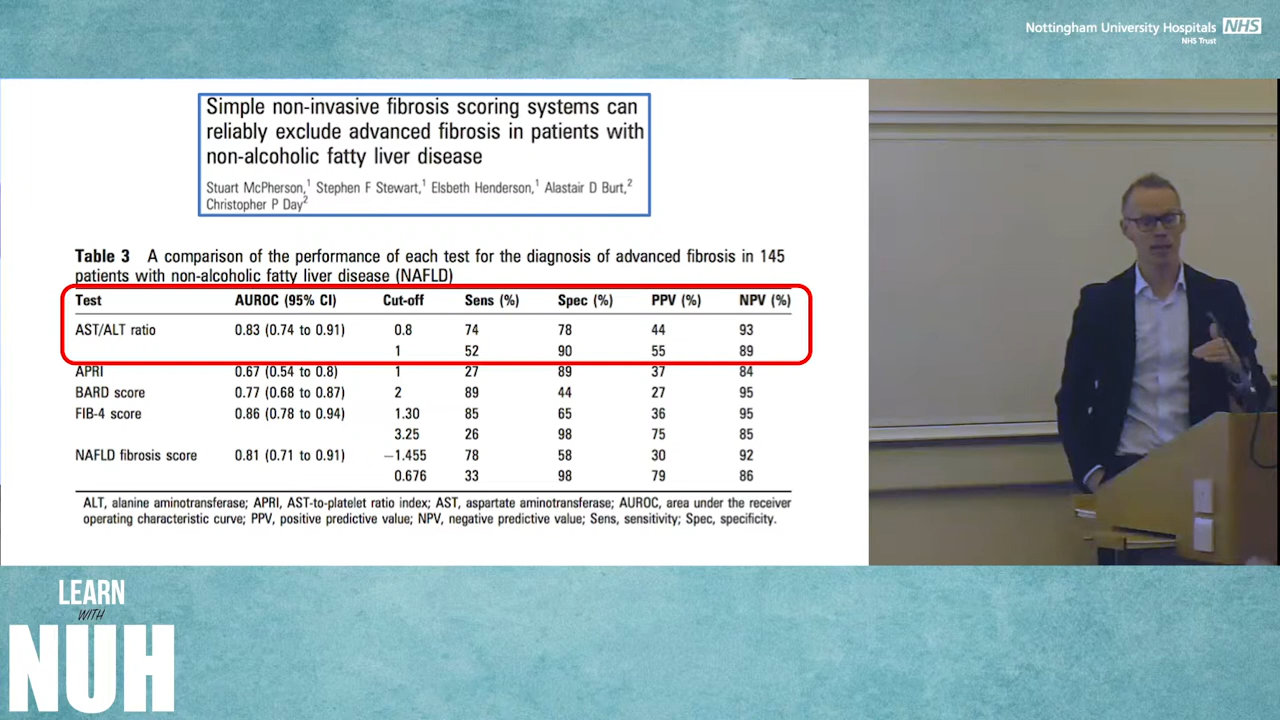 Nottingham University Hospitals NHS
NHS Trust
Simple non-invasive fibrosis scoring systems can
reliably exclude advanced fibrosis in patients with
non-alcoholic fatty liver disease
Stuart McPherson,1 Stephen F Stewart,1 Elsbeth Henderson,1 Alastair D Burt,2
Christopher P Day2
Table 3 A comparison of the performance of each test for the diagnosis of advanced fibrosis in 145
patients with non-alcoholic fatty liver disease (NAFLD)
Test AUROC (95% CI) Cut-off Sens (%) Spec (%) PPV (%) NPV (%)
AST/ALT ratio 0.83 (0.74 to 0.91) 0.8 74 78 44 93
1 52 90 55 89
APRI 0.67 (0.54 to 0.8) 1 27 89 37 84
BARD score 0.77 (0.68 to 0.87) 2 89 44 27 95
FIB-4 score 0.86 (0.78 to 0.94) 1.30 85 65 36 95
3.25 26 98 75 85
NAFLD fibrosis score 0.81 (0.71 to 0.91) −1.455 78 58 30 92
0.676 33 98 79 86
ALT, alanine aminotransferase; APRI, AST-to-platelet ratio index; AST, aspartate aminotransferase; AUROC, area under the receiver
operating characteristic curve; PPV, positive predictive value; NPV, negative predictive value; Sens, sensitivity; Spec, specificity.
LEARN
WITH
NUH